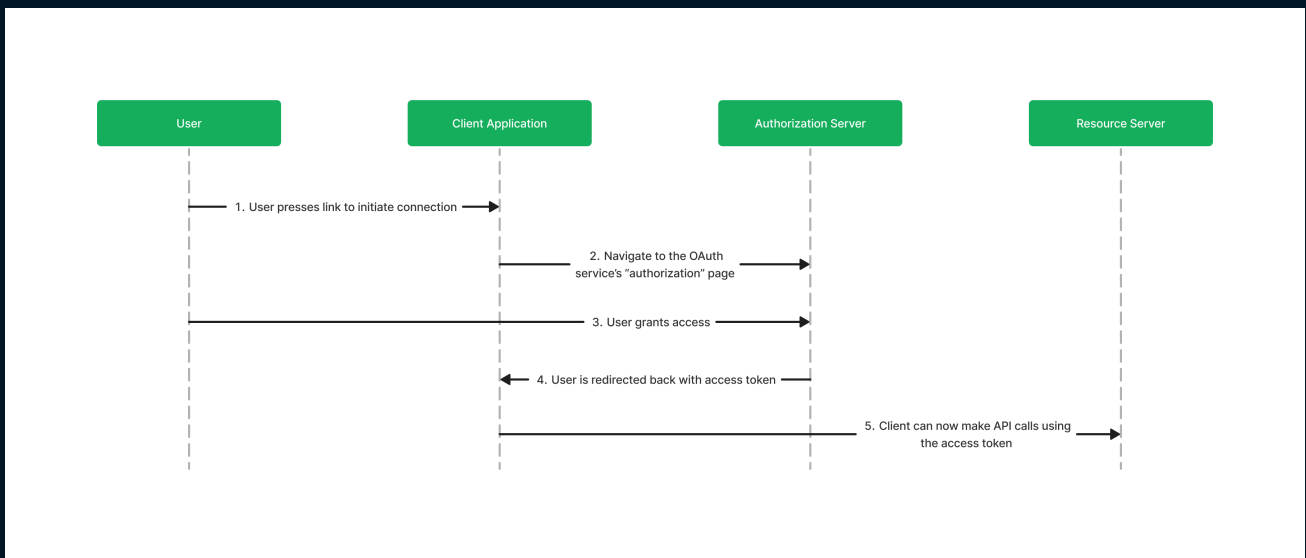 User
Client Application
Authorization Server
Resource Server
1. User presses link to initiate connection
2. Navigate to the OAuth
service’s “authorization” page
3. User grants access
4. User is redirected back with access token
5. Client can now make API calls using
the access token